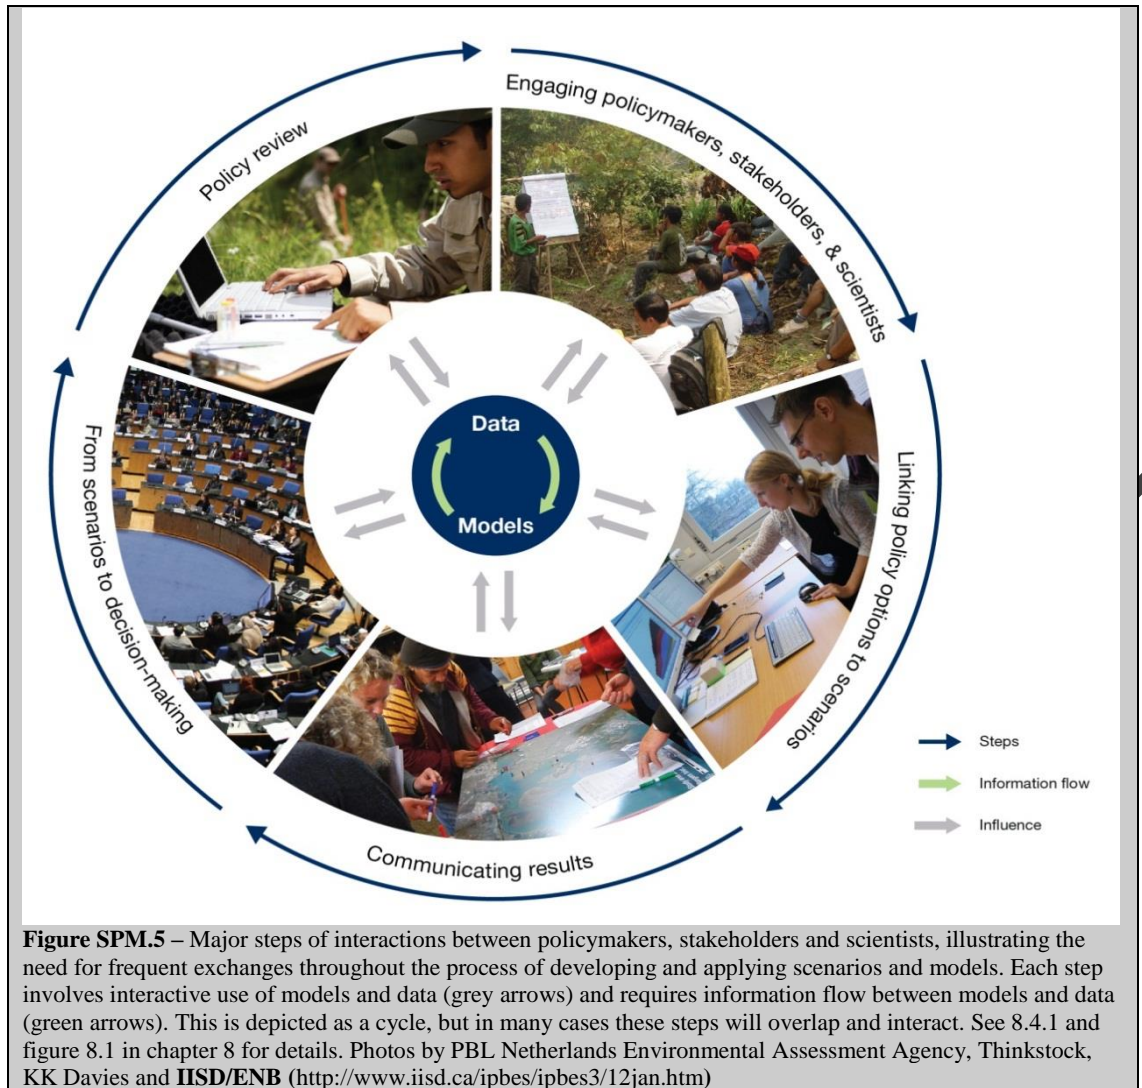 Policy review
Engaging policymakers, stakeholders, & scientists
Data
Models
From scenarios to decision-making
Linking policy options to scenarios
Communicating results
Steps
Information flow
Influence
Figure SPM.5 – Major steps of interactions between policymakers, stakeholders and scientists, illustrating the
need for frequent exchanges throughout the process of developing and applying scenarios and models. Each step
involves interactive use of models and data (grey arrows) and requires information flow between models and data
(green arrows). This is depicted as a cycle, but in many cases these steps will overlap and interact. See 8.4.1 and
figure 8.1 in chapter 8 for details. Photos by PBL Netherlands Environmental Assessment Agency, Thinkstock,
KK Davies and IISD/ENB (http://www.iisd.ca/ipbes/ipbes3/12jan.htm)